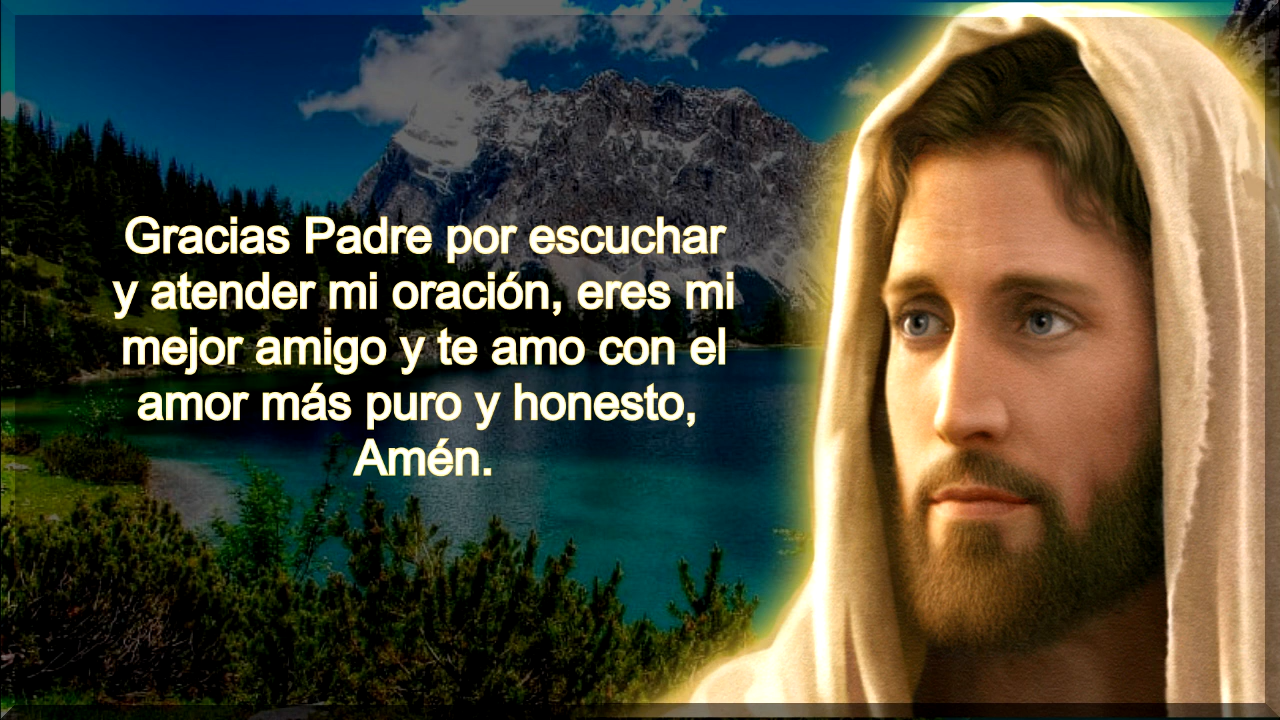 Gracias Padre por escuchar
y atender mi oración, eres mi
mejor amigo y te amo con el
amor más puro y honesto,
Amén.